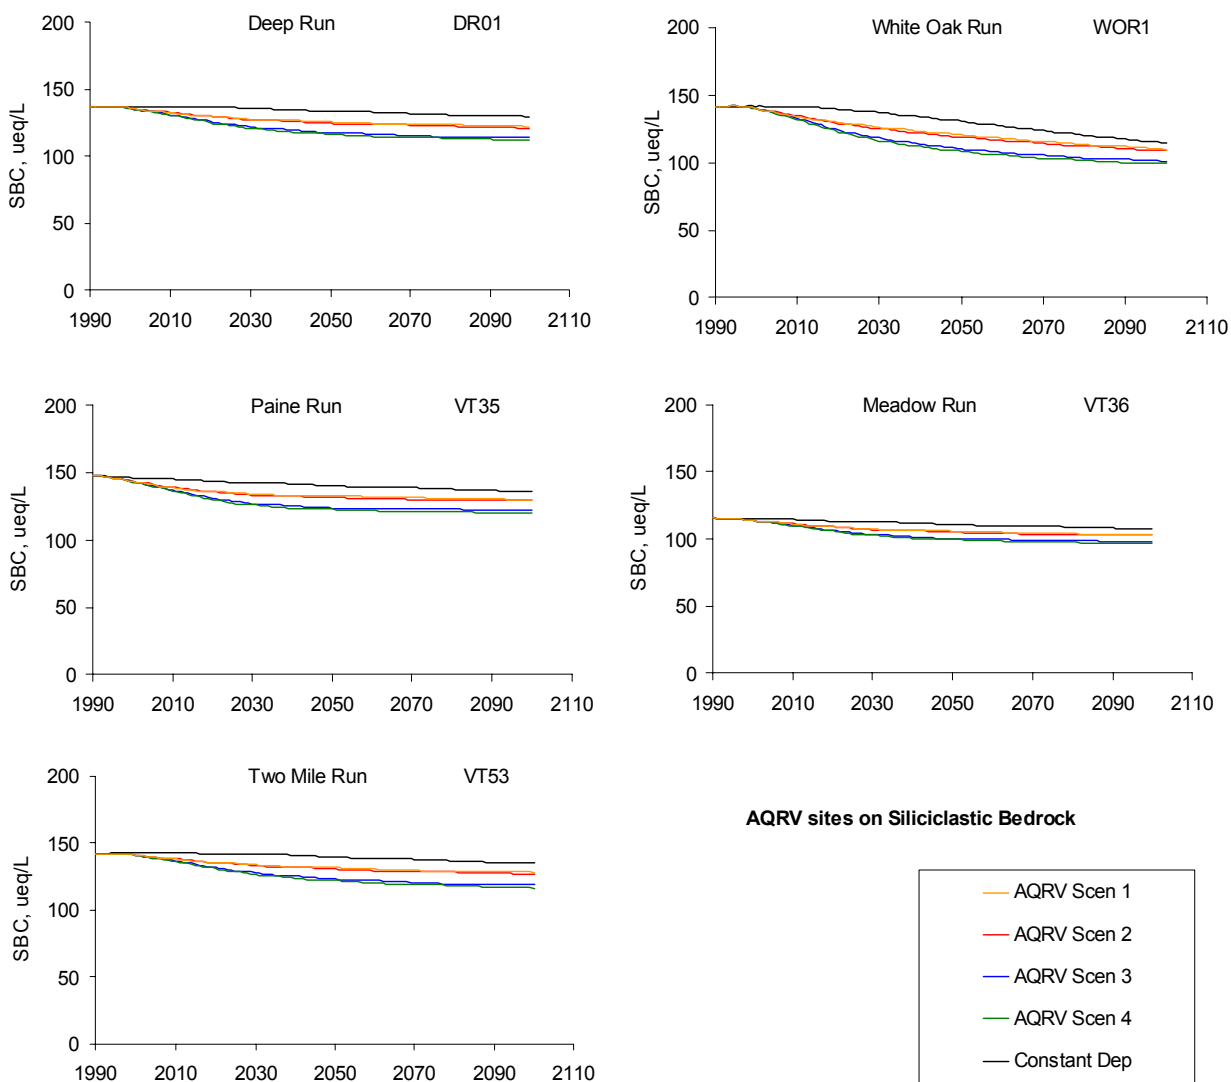 Deep Run DR01
200
150
100
50
0
SBC, ueq/L
1990 2010 2030 2050 2070 2090 2110
White Oak Run WOR1
200
150
100
50
0
SBC, ueq/L
1990 2010 2030 2050 2070 2090 2110
Paine Run VT35
200
150
100
50
0
SBC, ueq/L
1990 2010 2030 2050 2070 2090 2110
Meadow Run VT36
200
150
100
50
0
SBC, ueq/L
1990 2010 2030 2050 2070 2090 2110
Two Mile Run VT53
200
150
100
50
0
SBC, ueq/L
1990 2010 2030 2050 2070 2090 2110
AQRV sites on Siliciclastic Bedrock
AQRV Scen 1
AQRV Scen 2
AQRV Scen 3
AQRV Scen 4
Constant Dep